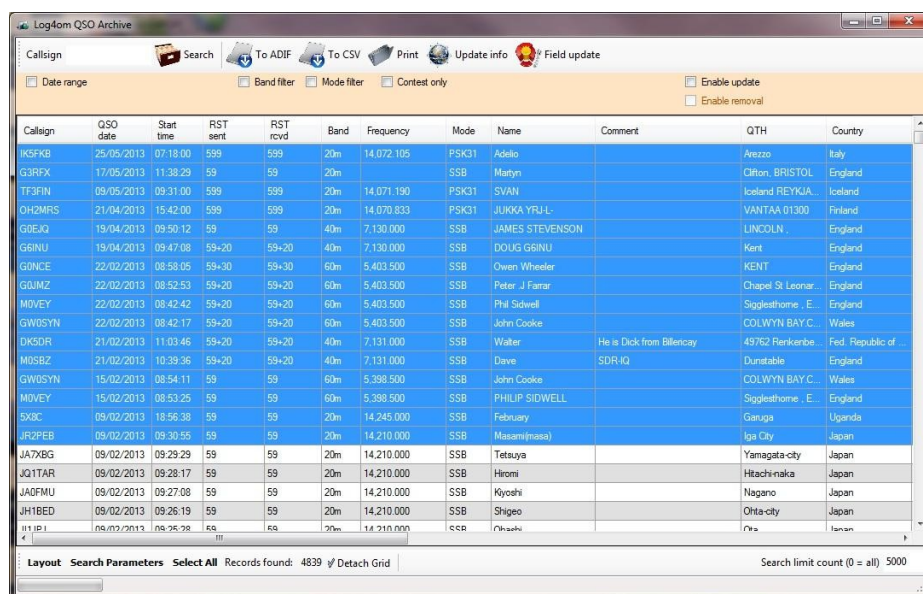 Log4om QSO Archive
Callsign Search To ADIF To CSV Print Update info Field update
Date range Band filter Mode filter Contest only Enable update
Enable removal
Callsign QSO date Start time RST sent RST rcvd Band Frequency Mode Name Comment QTH Country
IK5FKB 25/05/2013 07:18:00 599 599 20m 14,072.105 PSK31 Adelio Arezzo Italy
G3RFX 17/05/2013 11:38:29 59 59 20m SSB Martyn Clifton, BRISTOL England
TF3FIN 09/05/2013 09:31:00 599 599 20m 14,071.190 PSK31 SVAN Iceland REYKJA... Iceland
OH2MRS 21/04/2013 15:42:00 599 599 20m 14,070.833 PSK31 JUKKA YRJ-L- VANTAA 01300 Finland
G0EJQ 19/04/2013 09:50:12 59 59 40m 7,130.000 SSB JAMES STEVENSON LINCOLN , England
G6INU 19/04/2013 09:47:08 59+20 59+20 40m 7,130.000 SSB DOUG G6INU Kent England
G0NCE 22/02/2013 08:58:05 59+30 59+30 60m 5,403.500 SSB Owen Wheeler KENT England
G0JMZ 22/02/2013 08:52:53 59+20 59+20 60m 5,403.500 SSB Peter .J Farrar Chapel St Leonar... England
M0VEY 22/02/2013 08:42:42 59+20 59+20 60m 5,403.500 SSB Phil Sidwell Sigglesthorne , E... England
GW0SYN 22/02/2013 08:42:17 59+20 59+20 60m 5,403.500 SSB John Cooke COLWYN BAY.C... Wales
DK5DR 21/02/2013 11:03:46 59+20 59+20 40m 7,131.000 SSB Walter He is Dick from Billericay 49762 Renkenbe... Fed. Republic of ...
M0SBZ 21/02/2013 10:39:36 59+20 59+20 40m 7,131.000 SSB Dave SDR-IQ Dunstable England
GW0SYN 15/02/2013 08:54:11 59 59 60m 5,398.500 SSB John Cooke COLWYN BAY.C... Wales
M0VEY 15/02/2013 08:53:25 59 59 60m 5,398.500 SSB PHILIP SIDWELL Sigglesthorne , E... England
5X8C 09/02/2013 18:56:38 59 59 20m 14,245.000 SSB February Garuga Uganda
JR2PEB 09/02/2013 09:30:55 59 59 20m 14,210.000 SSB Masami(masa) Iga City Japan
JA7XBG 09/02/2013 09:29:29 59 59 20m 14,210.000 SSB Tetsuya Yamagata-city Japan
JQ1TAR 09/02/2013 09:28:17 59 59 20m 14,210.000 SSB Hiromi Hitachi-naka Japan
JA0FMU 09/02/2013 09:27:08 59 59 20m 14,210.000 SSB Kiyoshi Nagano Japan
JH1BED 09/02/2013 09:26:19 59 59 20m 14,210.000 SSB Shigeo Ohta-city Japan
09/02/2013 09:25:28 59 59 20m 14,210.000 SSB Ohashi Ota Japan
Layout Search Parameters Select All Records found: 4839 Detach Grid Search limit count (0 = all) 5000